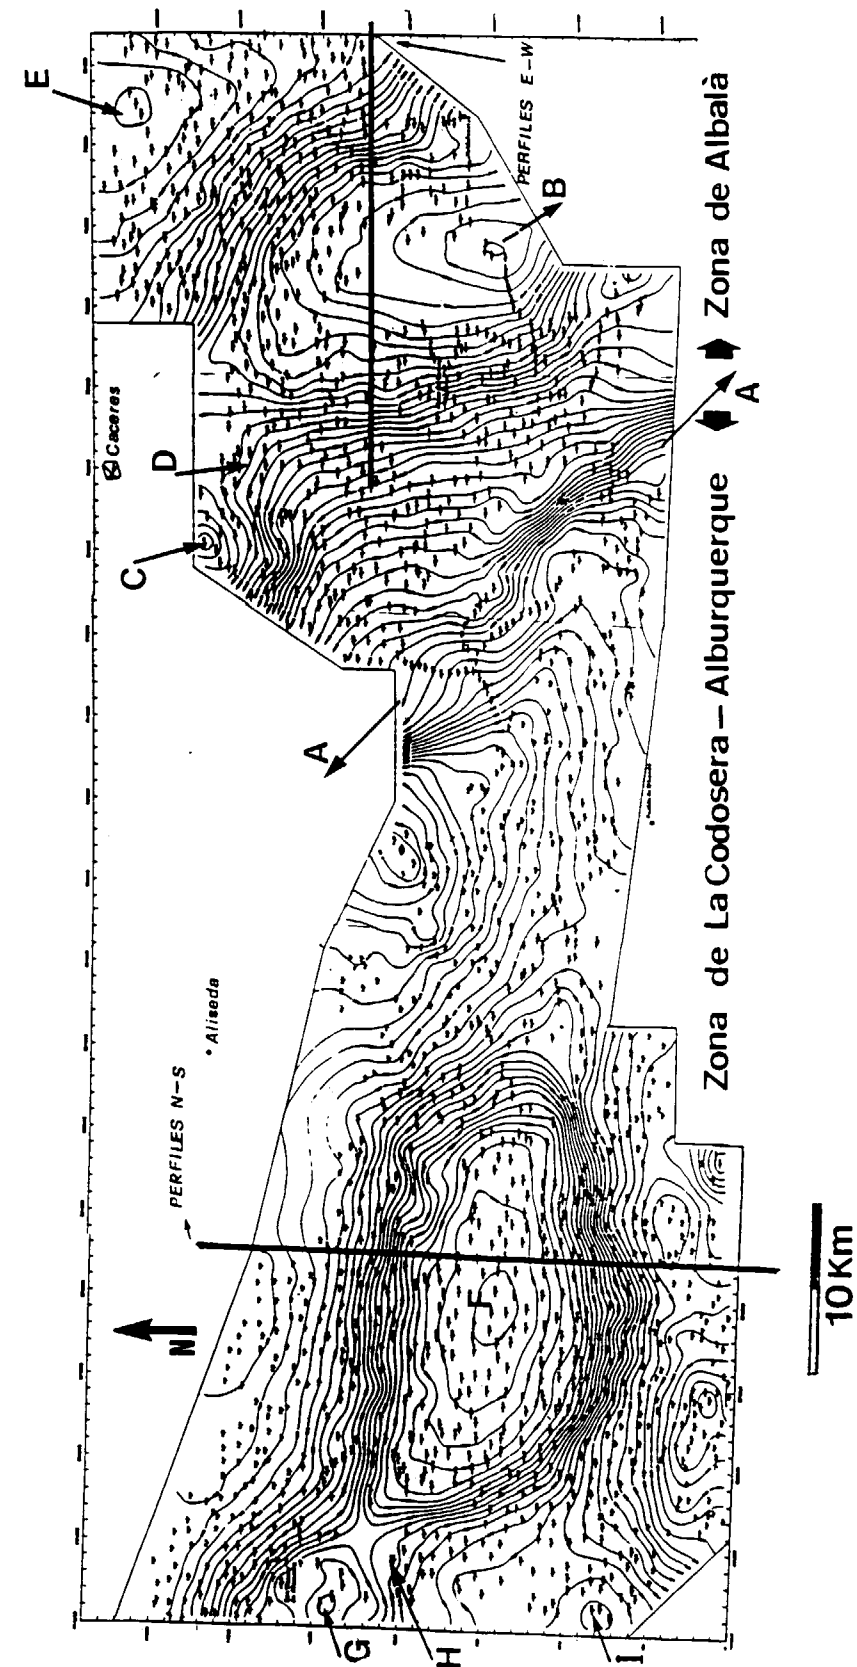 E
PERFILES E-W
B
Zona de Albalà
Caceres
D
C
A
A
Zona de La Codosera - Alburquerque
Aliseda
PERFILES N-S
F
N
10 Km
G
H
I